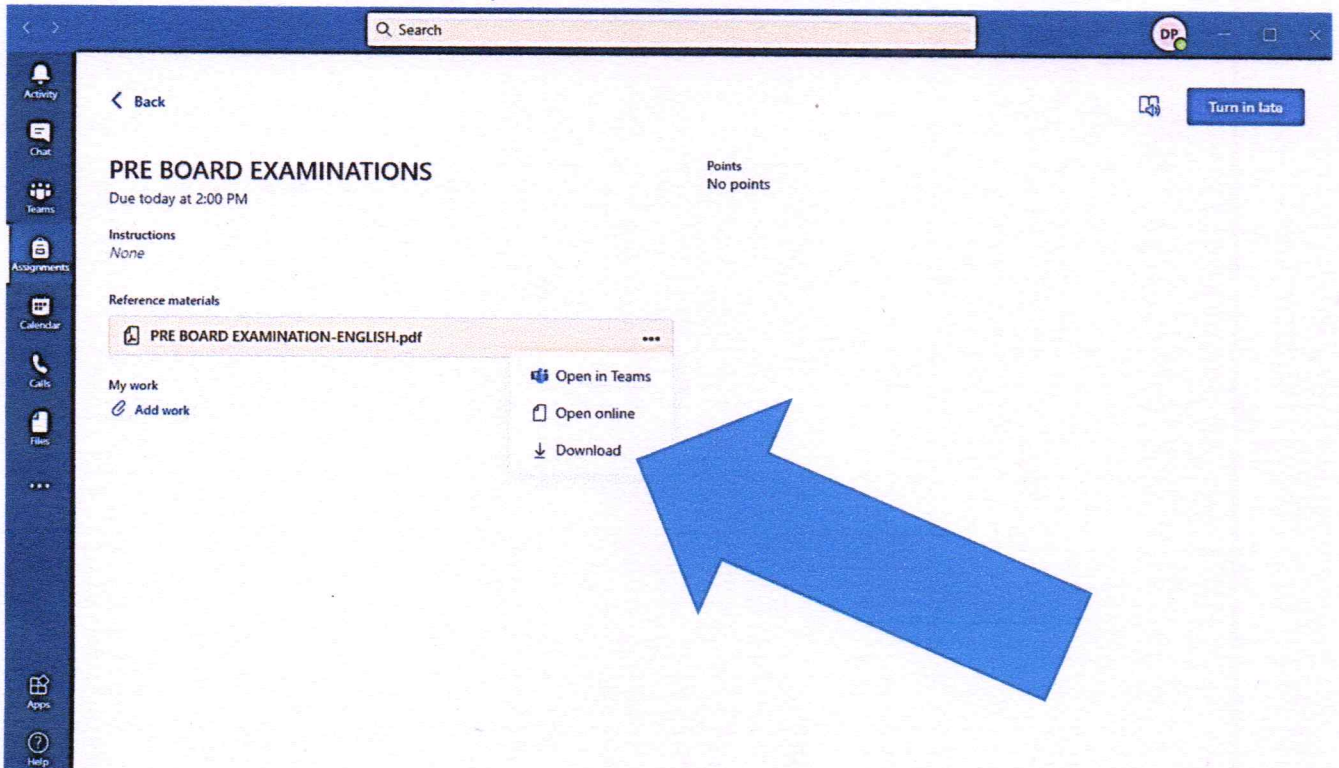 Search
DP
Activity
Chat
Teams
Assignments
Calendar
Calls
Files
Apps
Help
Back
Turn in late
PRE BOARD EXAMINATIONS
Due today at 2:00 PM
Points
No points
Instructions
None
Reference materials
PRE BOARD EXAMINATION-ENGLISH.pdf
Open in Teams
Open online
Download
My work
Add work